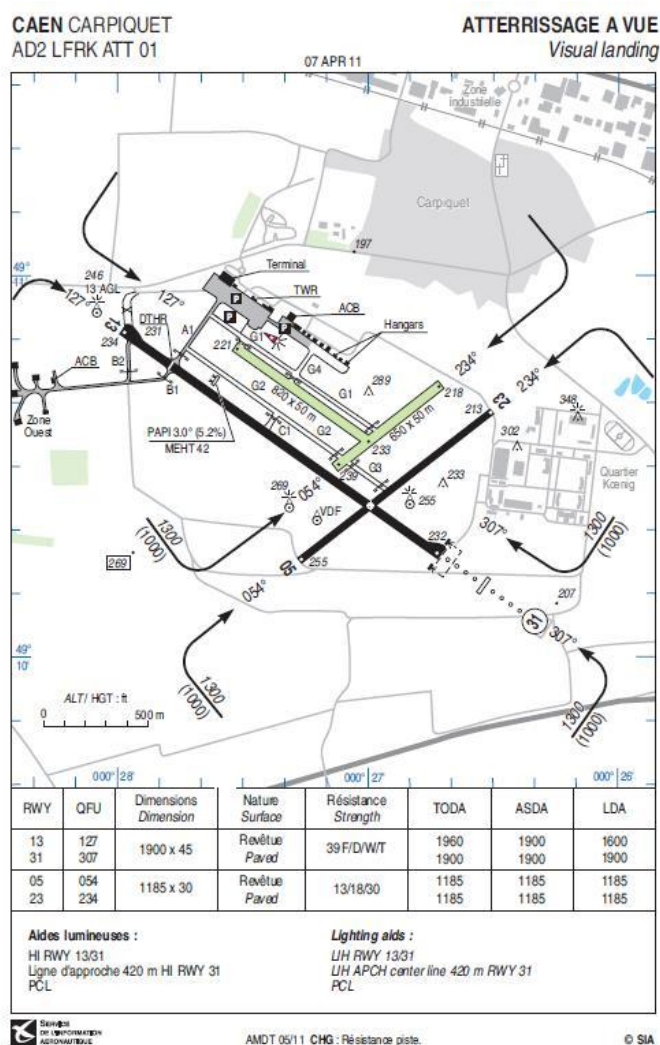 CAEN CARPIQUET
ATTERRISSAGE A VUE
AD2 LFRK ATT 01
Visual landing
07 APR 11
Zone
industrielle
Carpiquet
197
49°
11'
246
13 AGL
127°
127°
Terminal
TWR
ACB
Hangars
P
P
P
13
234
DTHR
231
A1
221
G1
G4
G1
289
234°
218
213
23
234°
348
302
ACB
B2
B1
Zone
Ouest
G2
820 x 50 m
650 x 50 m
PAPI 3.0° (5.2%)
MEHT 42
C1
G2
233
G3
239
233
Quartier
Kœnig
269
054°
VDF
255
1300
(1000)
232
307°
1300
(1000)
269
05
255
054°
207
31
307°
49°
10'
1300
(1000)
1300
(1000)
ALT/ HGT : ft
0 500 m
000° 28' 000° 27' 000° 26'
RWY QFU Dimensions Nature Résistance TODA ASDA LDA
Dimension Surface Strength
13 127 1900 x 45 Revêtue 39 F/D/W/T 1960 1900 1600
31 307 Paved 1900 1900 1900
05 054 1185 x 30 Revêtue 13/18/30 1185 1185 1185
23 234 Paved 1185 1185 1185
Aides lumineuses :
HI RWY 13/31
Ligne d'approche 420 m HI RWY 31
PCL
Lighting aids :
LIH RWY 13/31
LIH APCH center line 420 m RWY 31
PCL
SERVICE
DE L'INFORMATION
AERONAUTIQUE
AMDT 05/11 CHG : Résistance piste.
© SIA